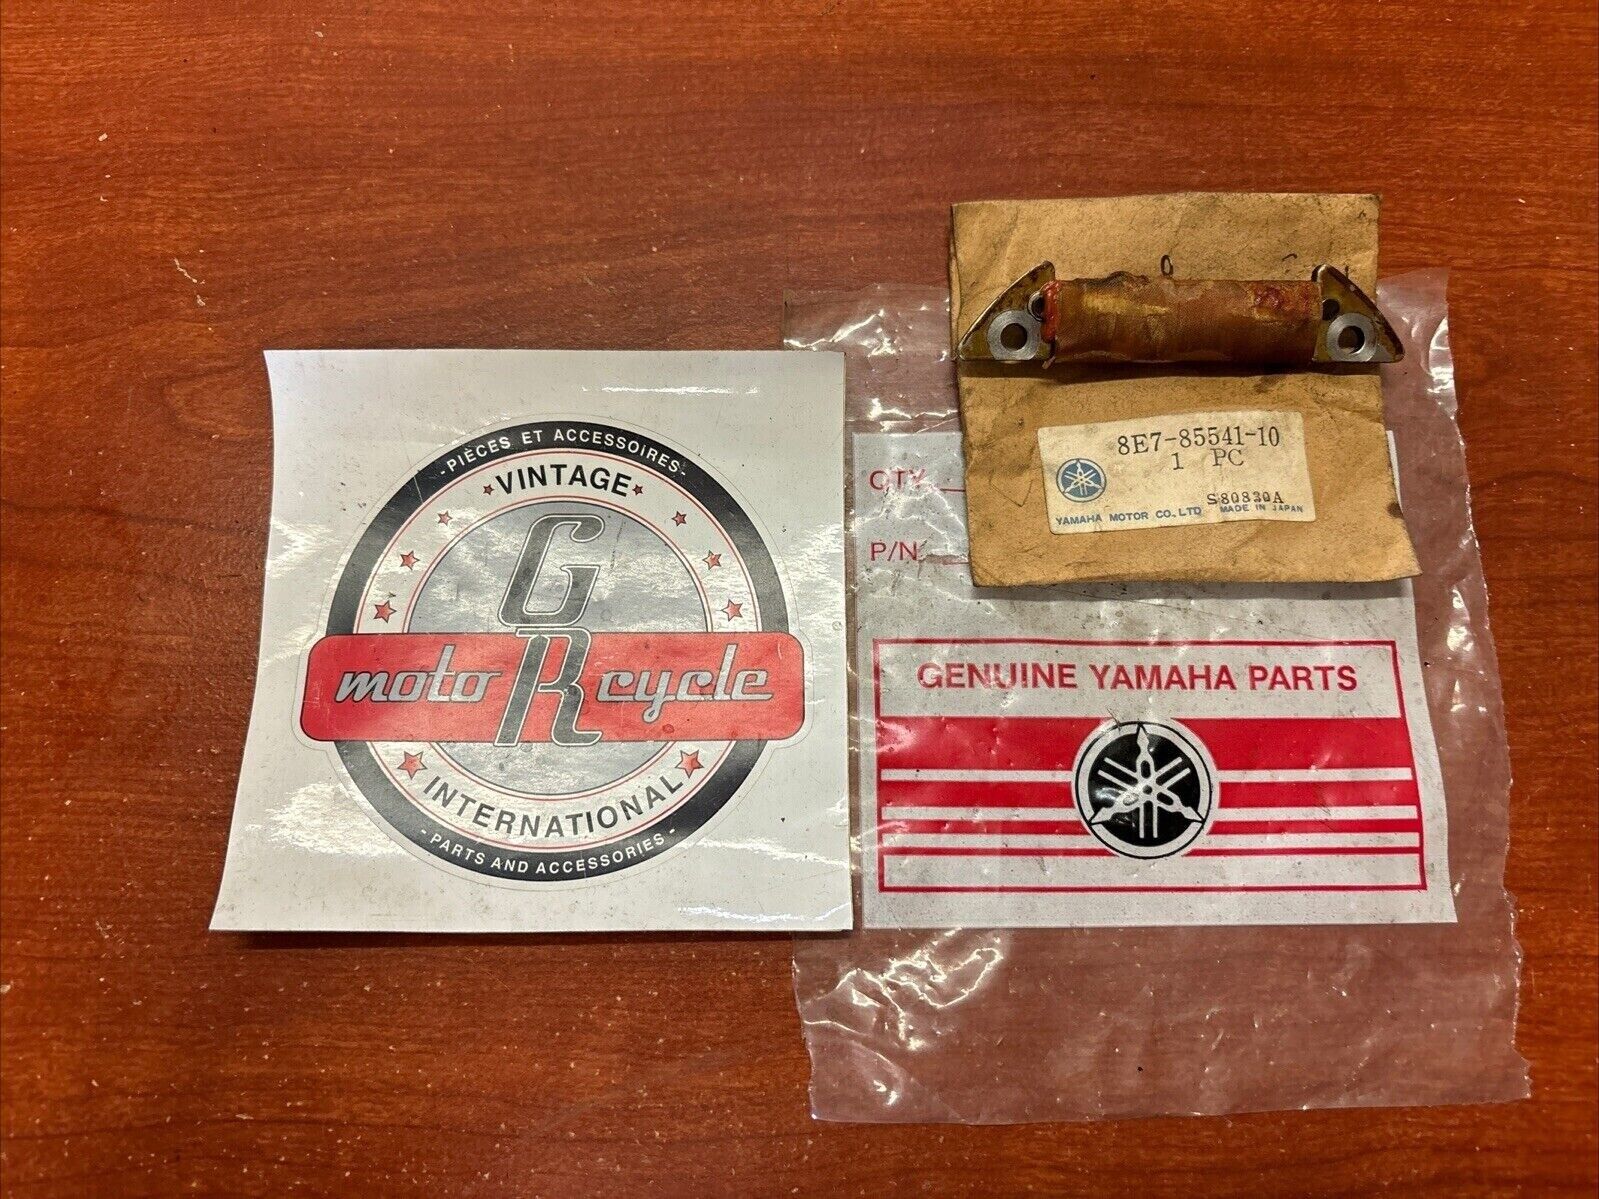 - PIÈCES ET ACCESSOIRES -
VINTAGE
GR
moto cycle
INTERNATIONAL
- PARTS AND ACCESSORIES -
8E7-85541-10
1 PC
S80830A
YAMAHA MOTOR CO., LTD MADE IN JAPAN
QTY
P/N
GENUINE YAMAHA PARTS